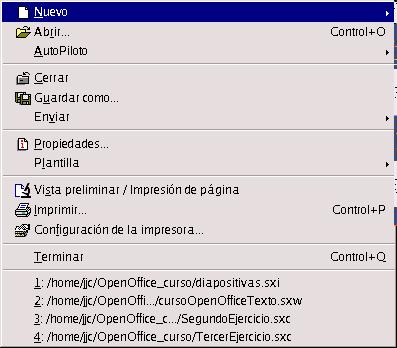 Nuevo
Abrir... Control+O
AutoPiloto
Cerrar
Guardar como...
Enviar
Propiedades...
Plantilla
Vista preliminar / Impresión de página
Imprimir... Control+P
Configuración de la impresora...
Terminar Control+Q
1: /home/jjc/OpenOffice_curso/diapositivas.sxi
2: /home/jjc/OpenOffi.../cursoOpenOfficeTexto.sxw
3: /home/jjc/OpenOffice_c.../SegundoEjercicio.sxc
4: /home/jjc/OpenOffice_curso/TercerEjercicio.sxc